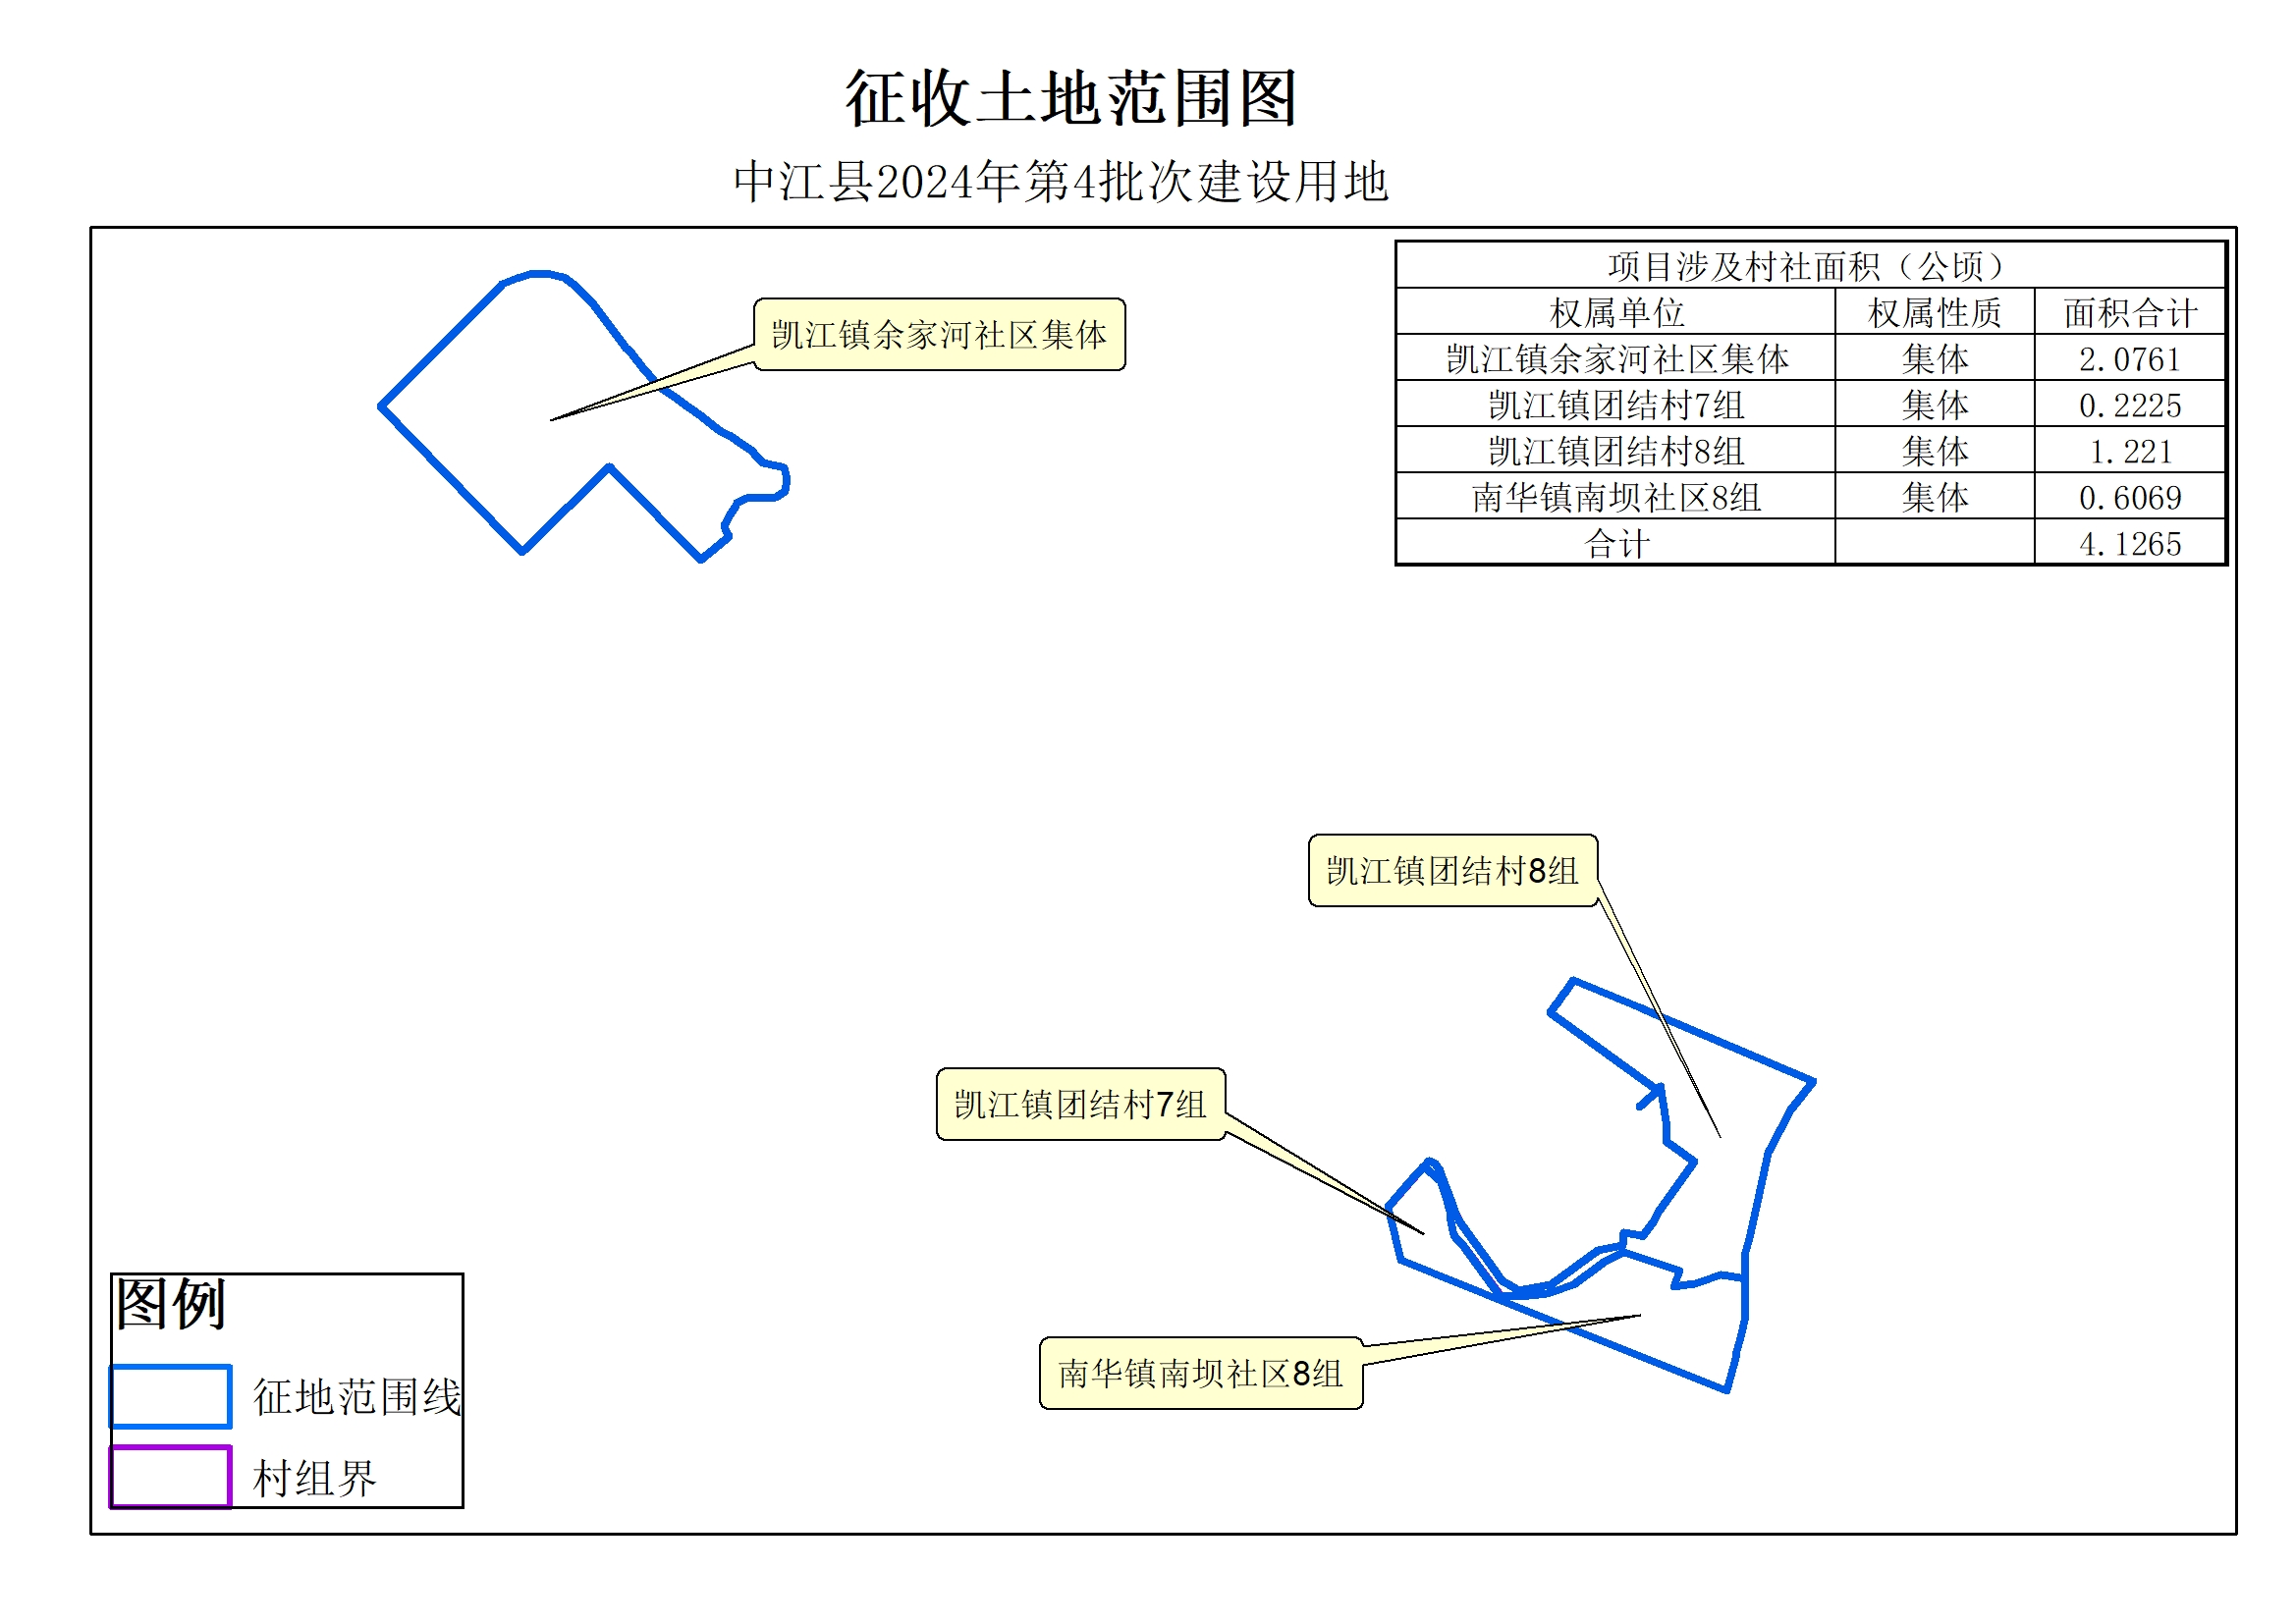 征收土地范围图
中江县2024年第4批次建设用地
项目涉及村社面积（公顷）
权属单位 权属性质 面积合计
凯江镇余家河社区集体 集体 2.0761
凯江镇团结村7组 集体 0.2225
凯江镇团结村8组 集体 1.221
南华镇南坝社区8组 集体 0.6069
合计 4.1265
凯江镇余家河社区集体
凯江镇团结村8组
凯江镇团结村7组
南华镇南坝社区8组
图例
征地范围线
村组界